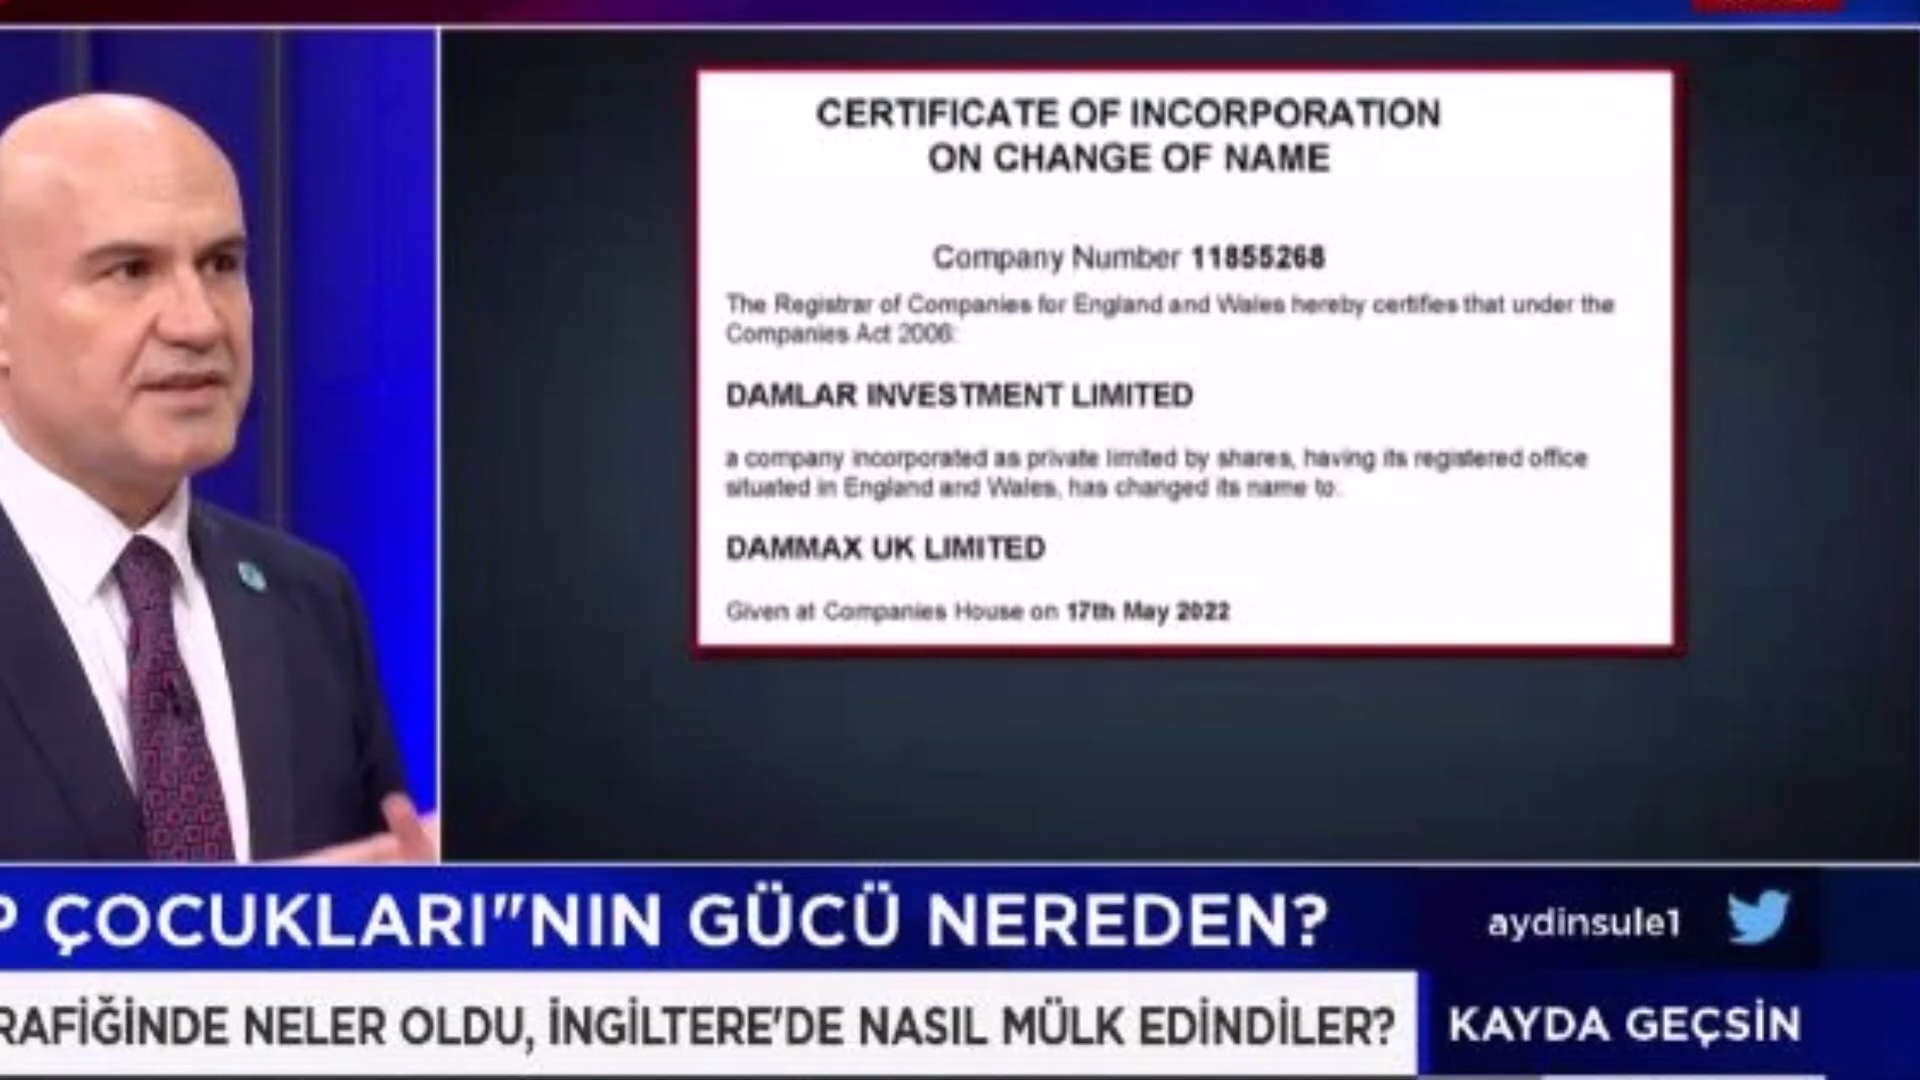 CERTIFICATE OF INCORPORATION
ON CHANGE OF NAME
Company Number 11855268
The Registrar of Companies for England and Wales hereby certifies that under the
Companies Act 2006:
DAMLAR INVESTMENT LIMITED
a company incorporated as private limited by shares, having its registered office
situated in England and Wales, has changed its name to:
DAMMAX UK LIMITED
Given at Companies House on 17th May 2022
P ÇOCUKLARI"NIN GÜCÜ NEREDEN?
aydinsule1
RAFİĞİNDE NELER OLDU, İNGİLTERE'DE NASIL MÜLK EDİNDİLER?
KAYDA GEÇSİN